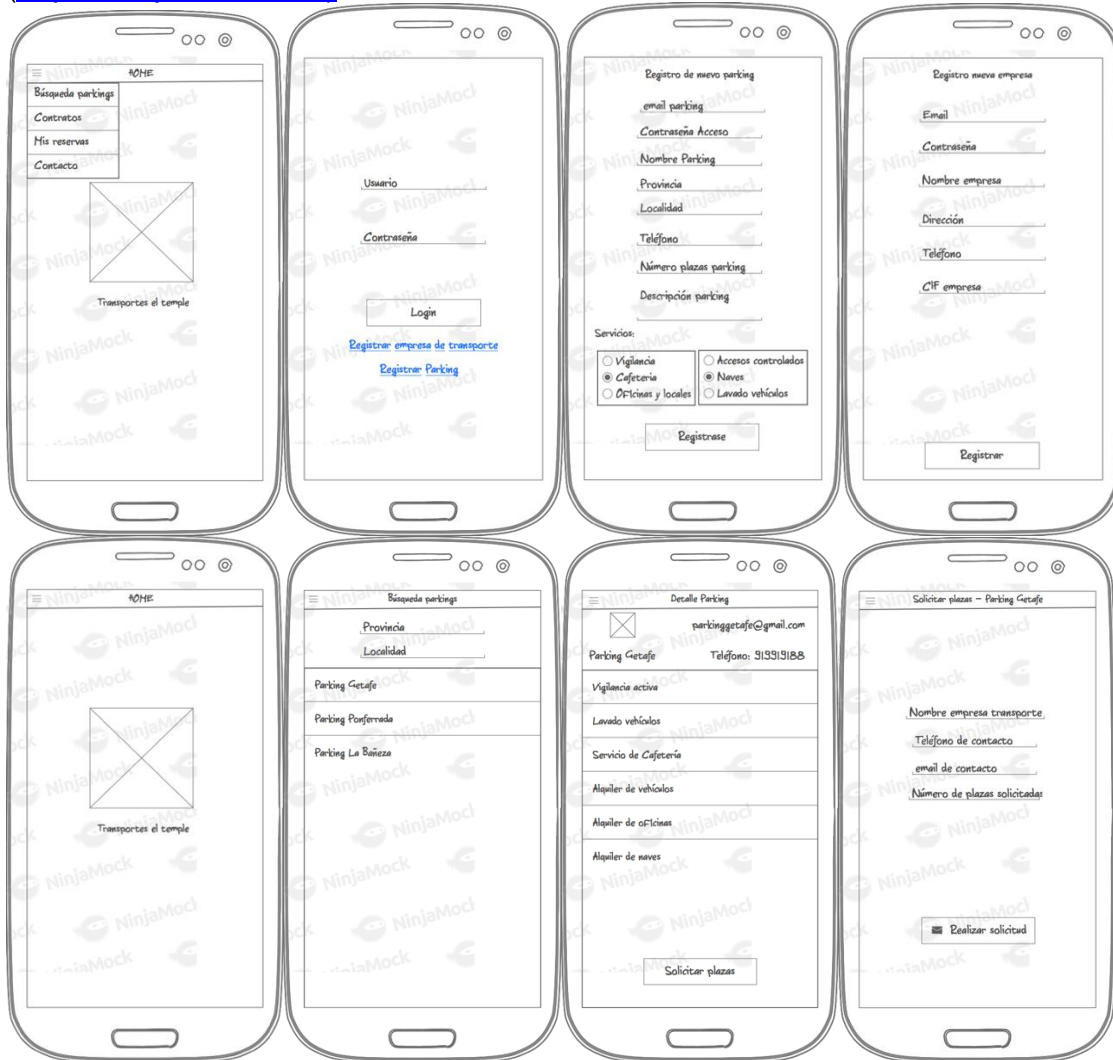 HOME
Búsqueda parkings
Contratos
Mis reservas
Contacto
Transportes el temple
Usuario
Contraseña
Login
Registrar empresa de transporte
Registrar Parking
Registro de nuevo parking
email parking
Contraseña Acceso
Nombre Parking
Provincia
Localidad
Teléfono
Número plazas parking
Descripción parking
Servicios:
Vigilancia
Cafetería
Oficinas y locales
Accesos controlados
Naves
Lavado vehículos
Registrase
Registro nueva empresa
Email
Contraseña
Nombre empresa
Dirección
Teléfono
CIF empresa
Registrar
HOME
Transportes el temple
Búsqueda parkings
Provincia
Localidad
Parking Getafe
Parking Ponferrada
Parking La Bañeza
Detalle Parking
parkinggetafe@gmail.com
Parking Getafe Teléfono: 913919188
Vigilancia activa
Lavado vehículos
Servicio de Cafetería
Alquiler de vehículos
Alquiler de oficinas
Alquiler de naves
Solicitar plazas
Solicitar plazas - Parking Getafe
Nombre empresa transporte
Teléfono de contacto
email de contacto
Número de plazas solicitadas
Realizar solicitud
NinjaMock